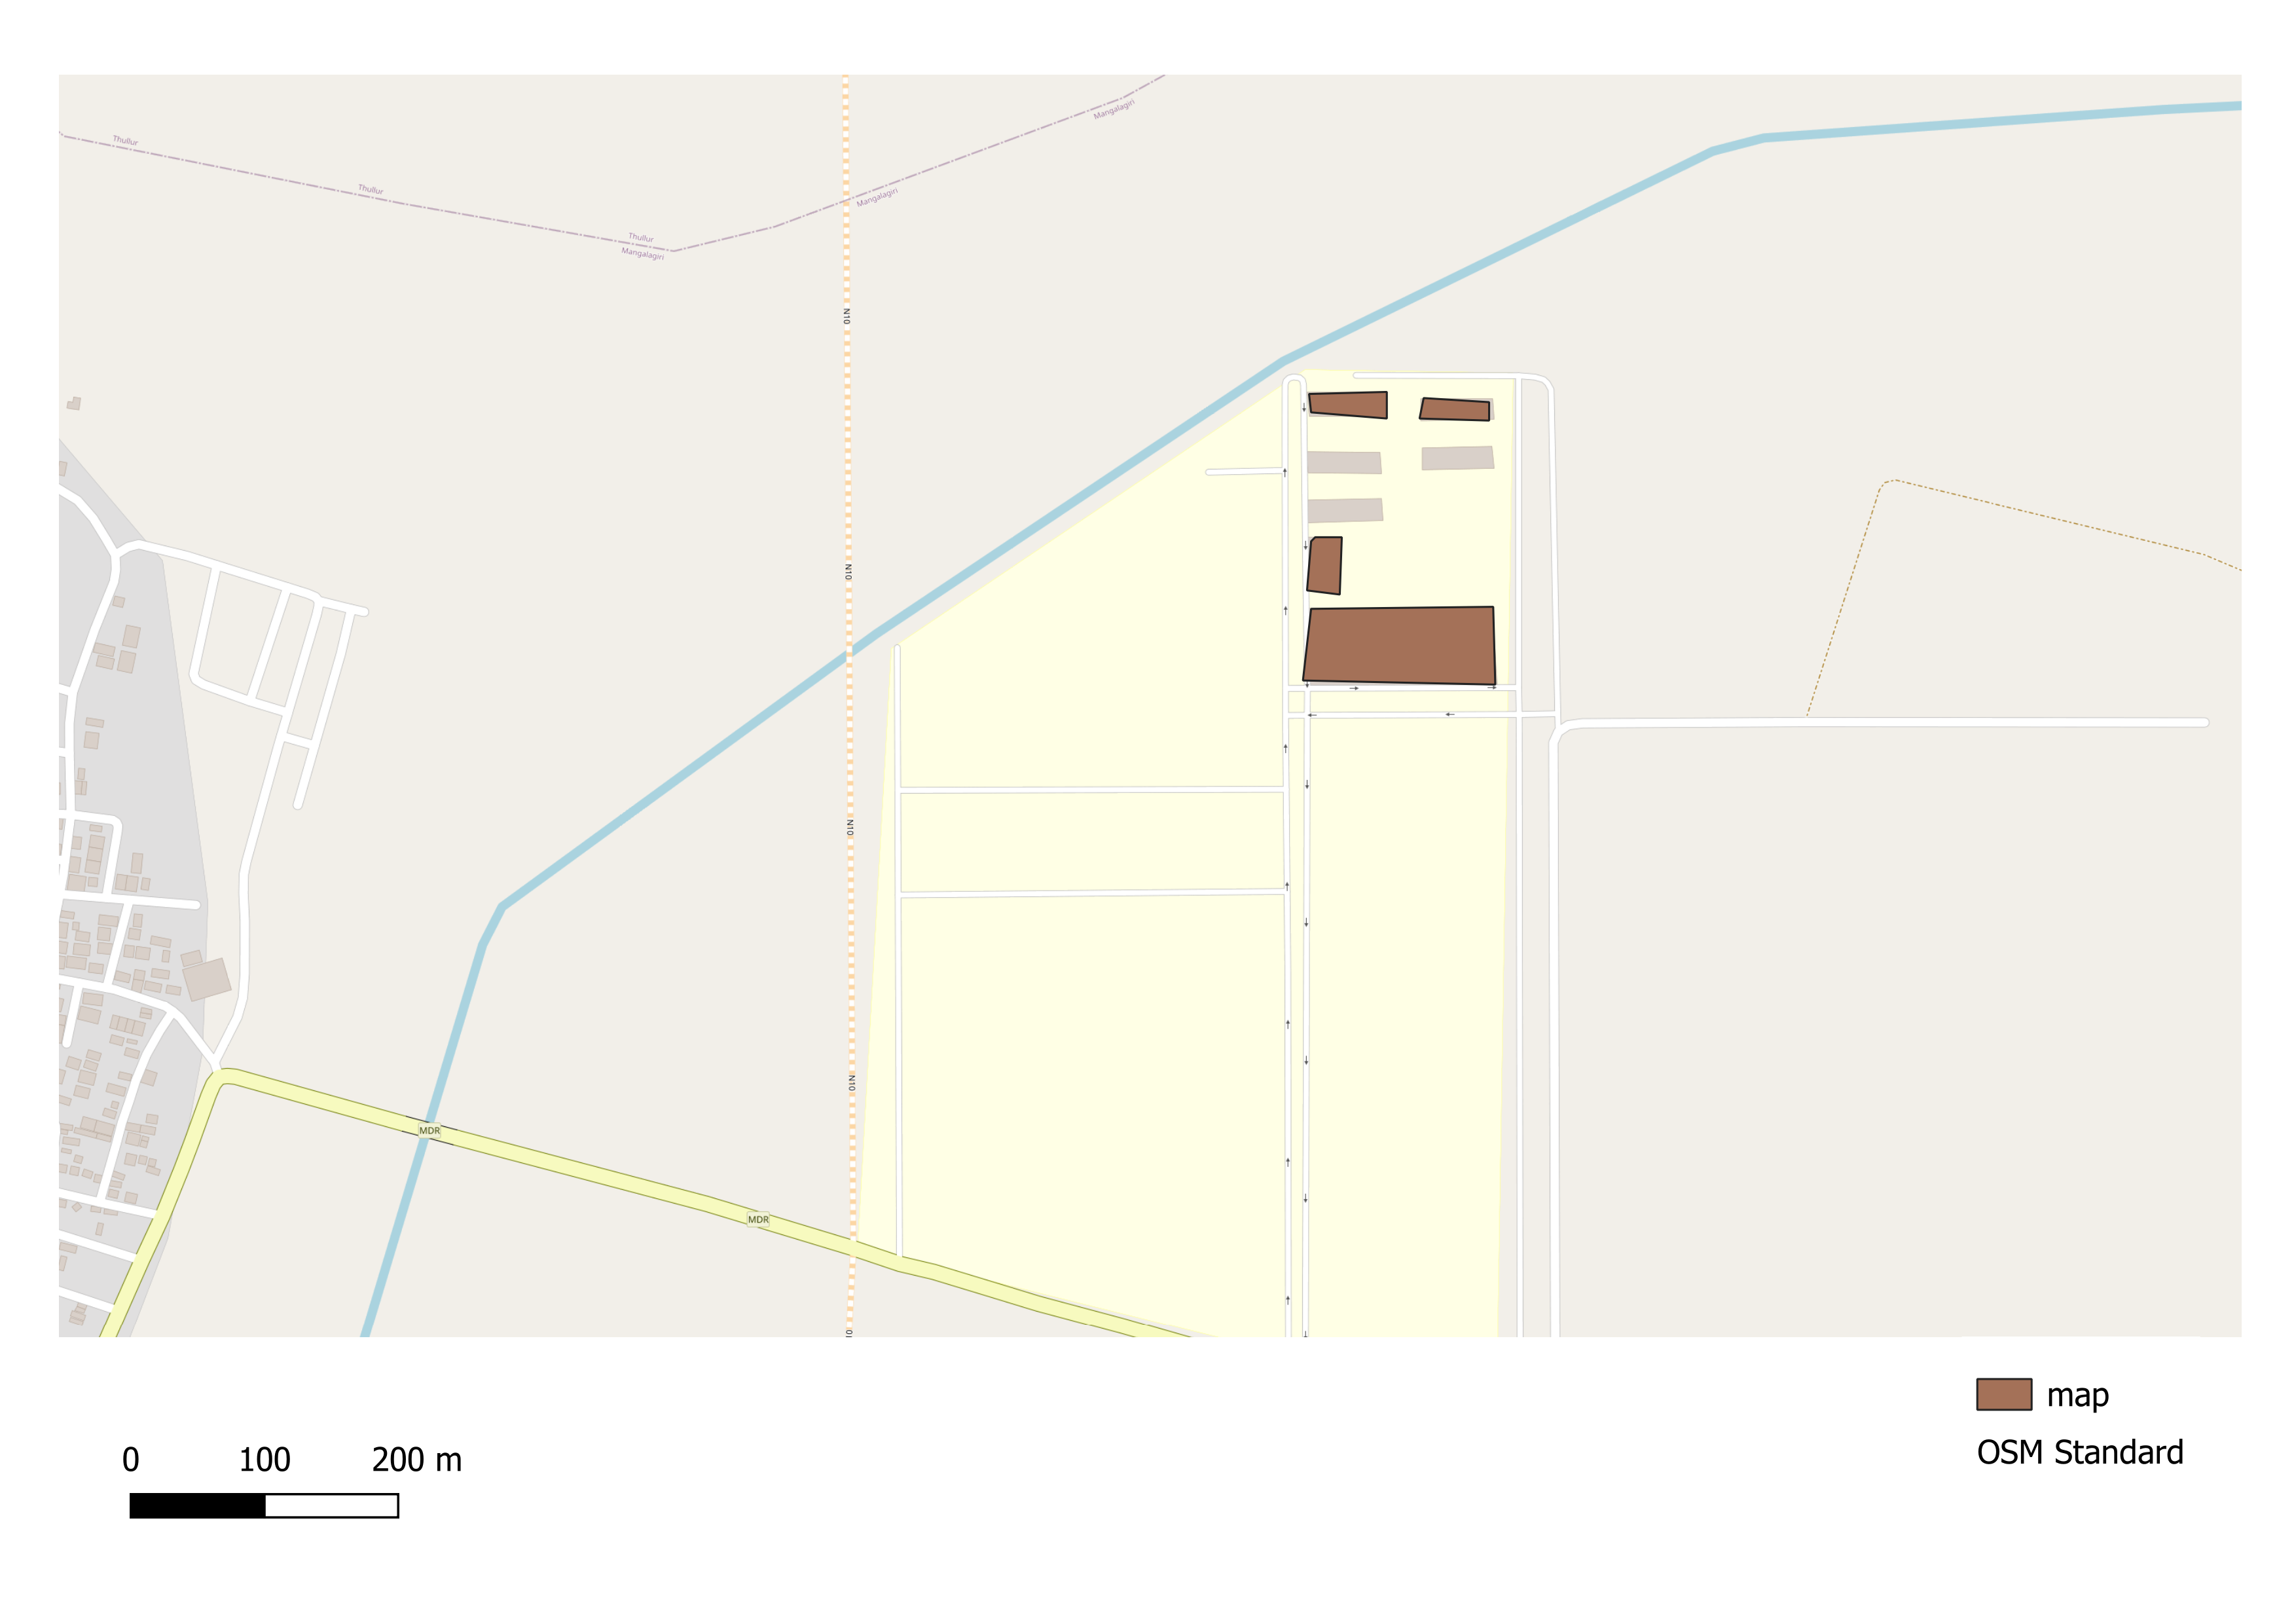 Mangalagiri
Thullur
Thullur
Mangalagiri
Thullur
Mangalagiri
N10
N10
N10
N10
MDR
MDR
map
OSM Standard
0 100 200 m